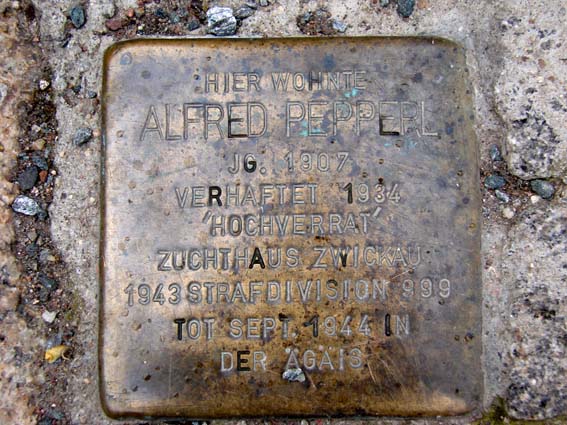 HIER WOHNTE
ALFRED PEPPERL
JG. 1907
VERHAFTET 1934
'HOCHVERRAT'
ZUCHTHAUS ZWICKAU
1943 STRAFDIVISION 999
TOT SEPT. 1944 IN
DER ÄGAIS